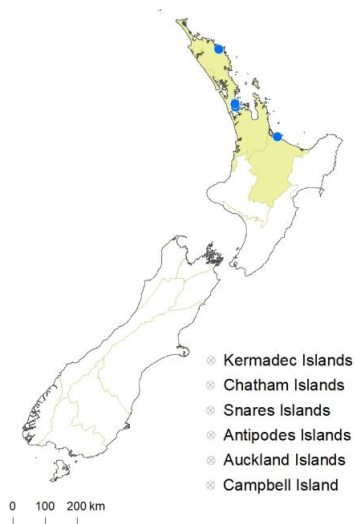 Kermadec Islands
Chatham Islands
Snares Islands
Antipodes Islands
Auckland Islands
Campbell Island
0 100 200 km